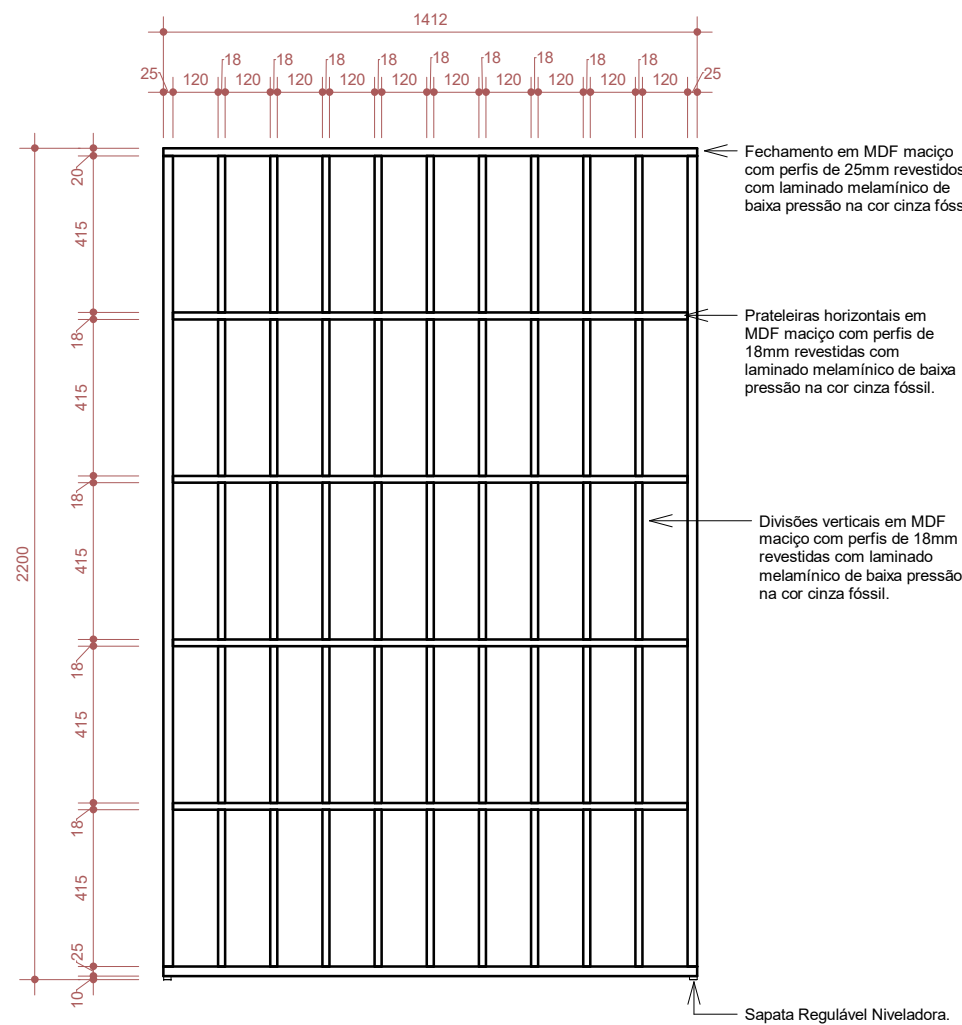 1412
18 18 18 18 18 18 18 18 18
25 120 120 120 120 120 120 120 120 120 120 25
20
415
18
415
18
2200
415
18
415
18
415
25
10
Fechamento em MDF maciço
com perfis de 25mm revestidos
com laminado melamínico de
baixa pressão na cor cinza fóss
Prateleiras horizontais em
MDF maciço com perfis de
18mm revestidas com
laminado melamínico de baixa
pressão na cor cinza fóssil.
Divisões verticais em MDF
maciço com perfis de 18mm
revestidas com laminado
melamínico de baixa pressão
na cor cinza fóssil.
Sapata Regulável Niveladora.